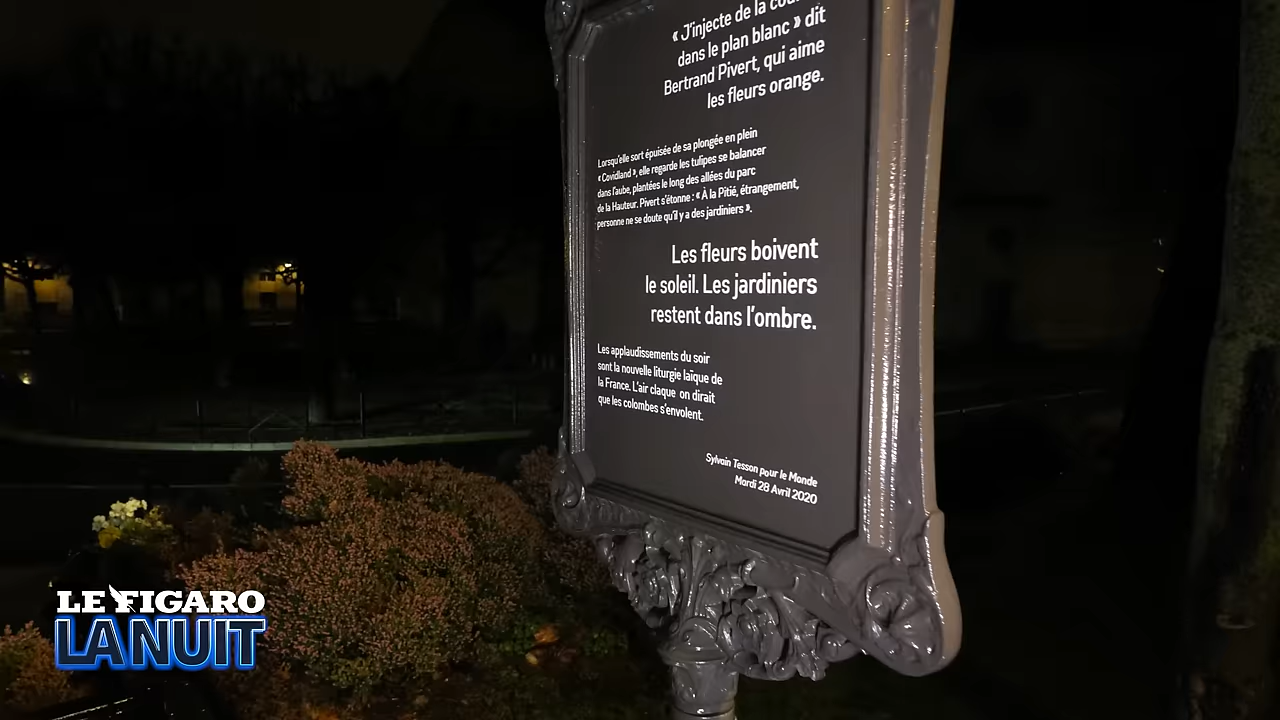 « J'injecte de la
dans le plan blanc » dit
Bertrand Pivert, qui aime
les fleurs orange.
Lorsqu'elle sort épuisée de sa plongée en plein
« Covidland », elle regarde les tulipes se balancer
dans l'aube, plantées le long des allées du parc
de la Hauteur. Pivert s'étonne : « À la Pitié, étrangement,
personne ne se doute qu'il y a des jardiniers ».
Les fleurs boivent
le soleil. Les jardiniers
restent dans l'ombre.
Les applaudissements du soir
sont la nouvelle liturgie laïque de
la France. L'air claque on dirait
que les colombes s'envolent.
Sylvain Tesson pour le Monde
Mardi 28 Avril 2020
LE FIGARO
LA NUIT